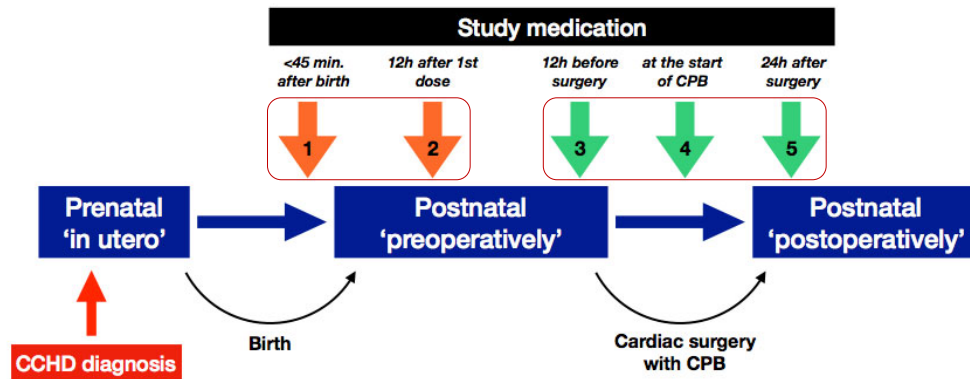 Study medication
<45 min.
after birth
12h after 1st
dose
12h before
surgery
at the start
of CPB
24h after
surgery
1
2
3
4
5
Prenatal
‘in utero’
Postnatal
‘preoperatively’
Postnatal
‘postoperatively’
Birth
Cardiac surgery
with CPB
CCHD diagnosis